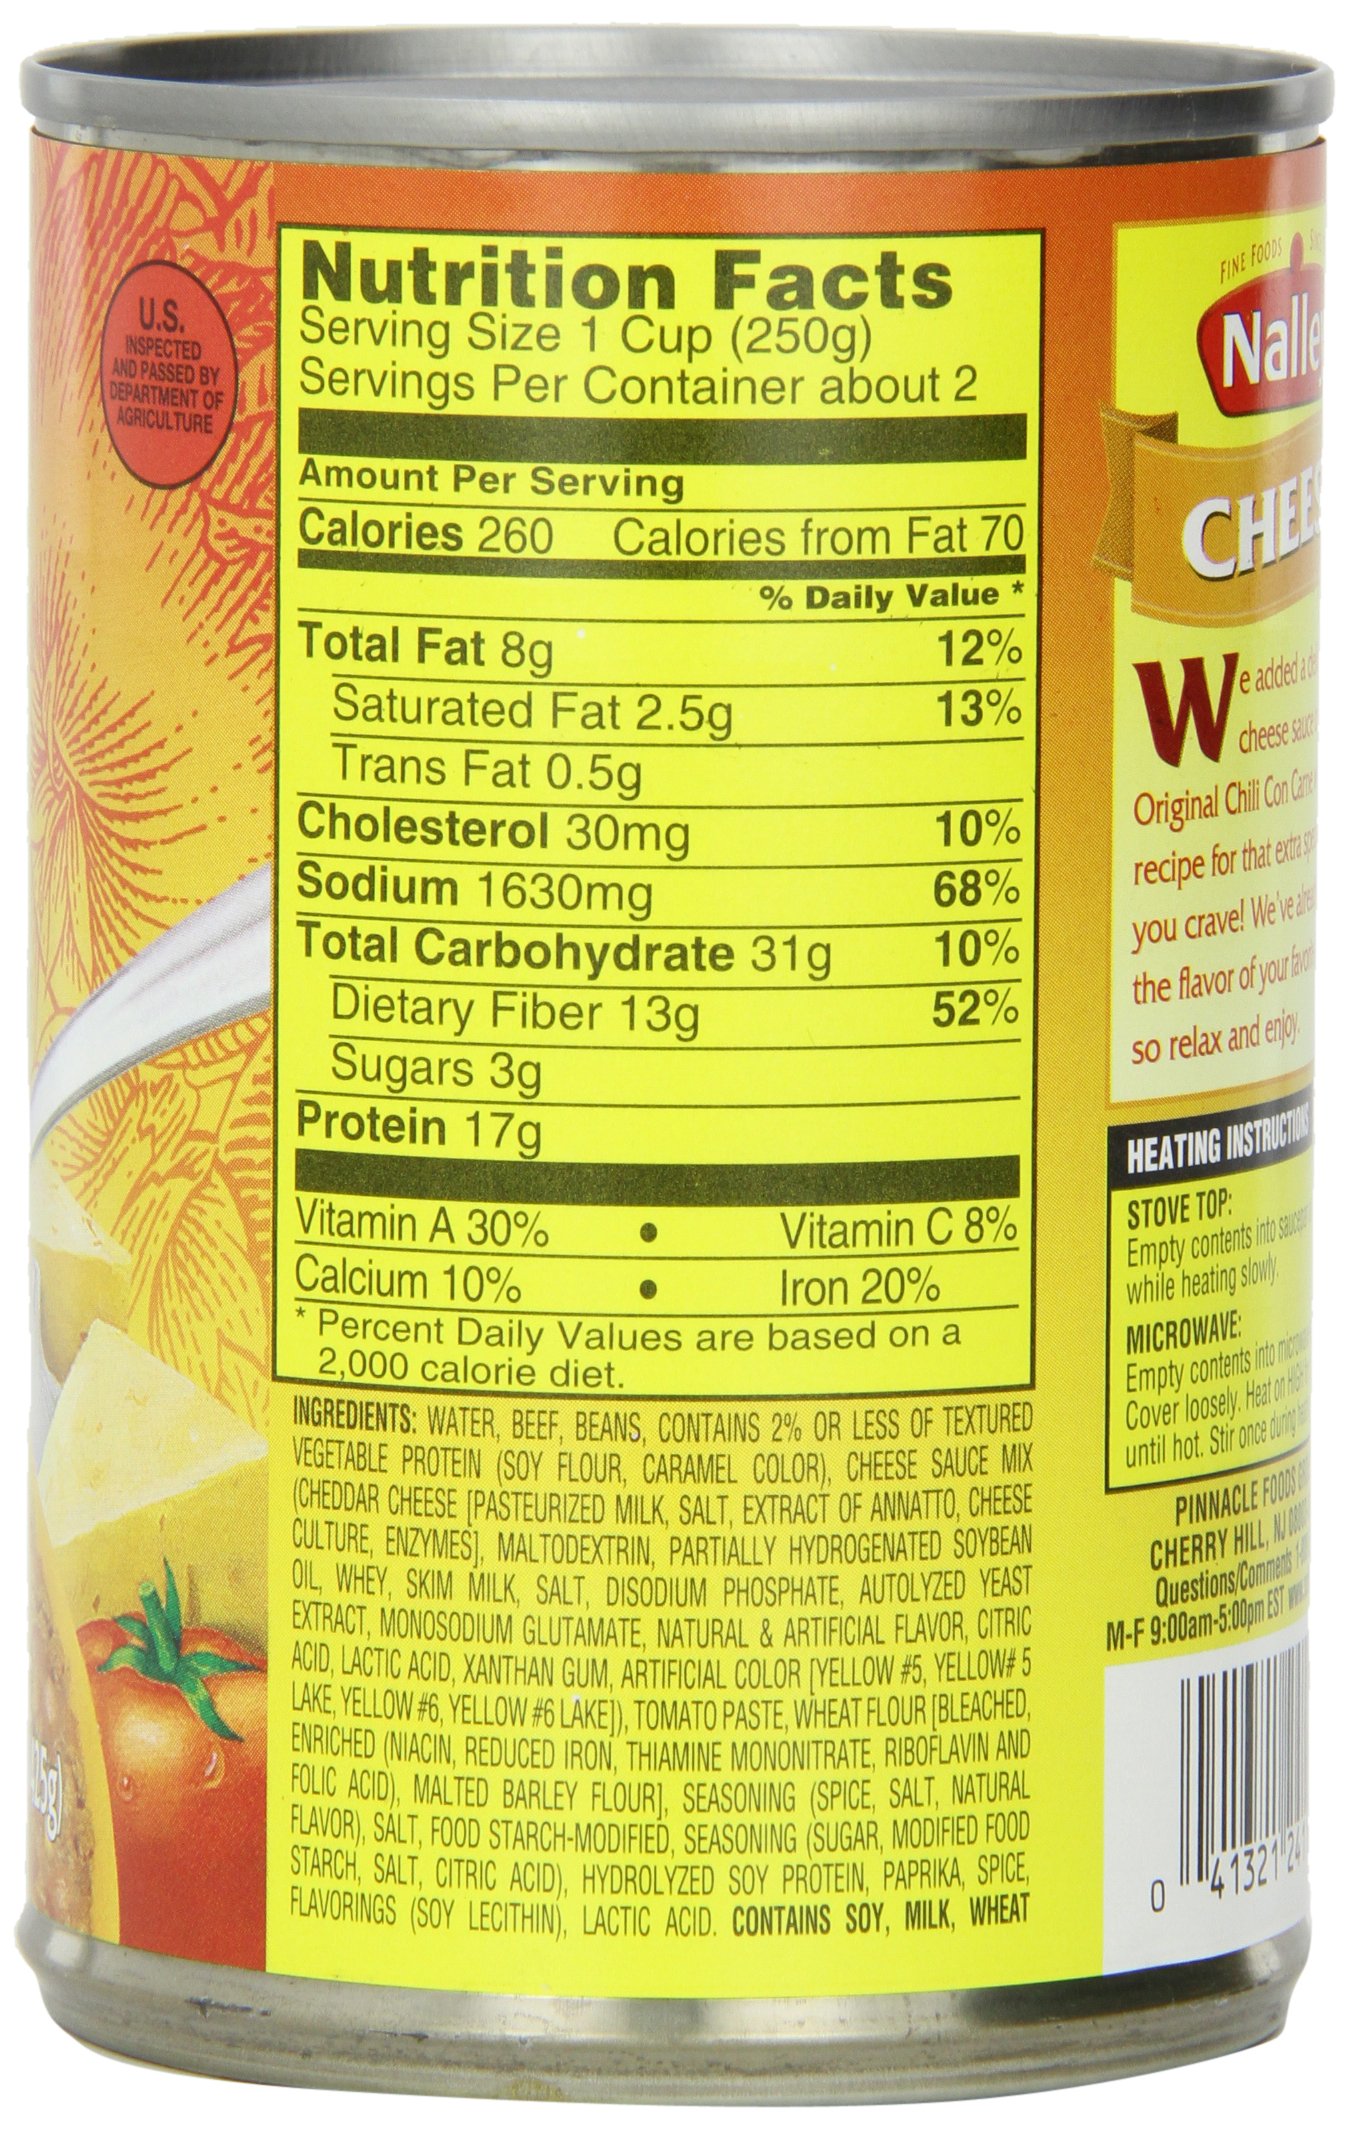 U.S.
INSPECTED
AND PASSED BY
DEPARTMENT OF
AGRICULTURE
Nutrition Facts
Serving Size 1 Cup (250g)
Servings Per Container about 2
Amount Per Serving
Calories 260 Calories from Fat 70
% Daily Value *
Total Fat 8g 12%
Saturated Fat 2.5g 13%
Trans Fat 0.5g
Cholesterol 30mg 10%
Sodium 1630mg 68%
Total Carbohydrate 31g 10%
Dietary Fiber 13g 52%
Sugars 3g
Protein 17g
Vitamin A 30% • Vitamin C 8%
Calcium 10% • Iron 20%
* Percent Daily Values are based on a
2,000 calorie diet.
INGREDIENTS: WATER, BEEF, BEANS, CONTAINS 2% OR LESS OF TEXTURED
VEGETABLE PROTEIN (SOY FLOUR, CARAMEL COLOR), CHEESE SAUCE MIX
(CHEDDAR CHEESE [PASTEURIZED MILK, SALT, EXTRACT OF ANNATTO, CHEESE
CULTURE, ENZYMES], MALTODEXTRIN, PARTIALLY HYDROGENATED SOYBEAN
OIL, WHEY, SKIM MILK, SALT, DISODIUM PHOSPHATE, AUTOLYZED YEAST
EXTRACT, MONOSODIUM GLUTAMATE, NATURAL & ARTIFICIAL FLAVOR, CITRIC
ACID, LACTIC ACID, XANTHAN GUM, ARTIFICIAL COLOR [YELLOW #5, YELLOW# 5
LAKE, YELLOW #6, YELLOW #6 LAKE]), TOMATO PASTE, WHEAT FLOUR [BLEACHED,
ENRICHED (NIACIN, REDUCED IRON, THIAMINE MONONITRATE, RIBOFLAVIN AND
FOLIC ACID), MALTED BARLEY FLOUR], SEASONING (SPICE, SALT, NATURAL
FLAVOR), SALT, FOOD STARCH-MODIFIED, SEASONING (SUGAR, MODIFIED FOOD
STARCH, SALT, CITRIC ACID), HYDROLYZED SOY PROTEIN, PAPRIKA, SPICE,
FLAVORINGS (SOY LECITHIN), LACTIC ACID. CONTAINS SOY, MILK, WHEAT
25g)
FINE FOODS
Nalle
CHEES
We added a
cheese sauce
Original Chili Con Carne
recipe for that extra
you crave! We've
the flavor of your
so relax and enjoy.
HEATING INSTRUCTIONS
STOVE TOP:
Empty contents into
while heating slowly.
MICROWAVE:
Empty contents into
Cover loosely. Heat on HIGH
until hot. Stir once during
PINNACLE FOODS
CHERRY HILL, NJ
Questions/Comments
M-F 9:00am-5:00pm EST
0 41321